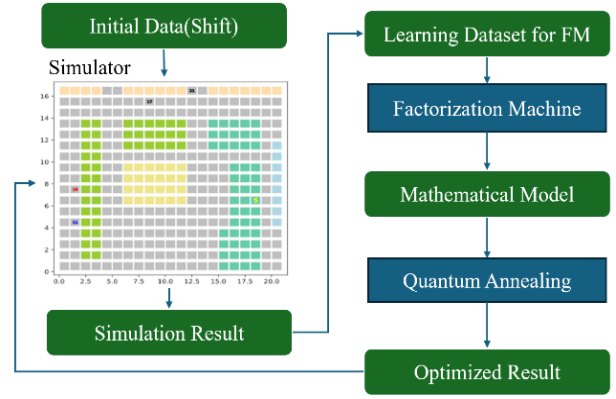 Initial Data(Shift)
Learning Dataset for FM
Simulator
Factorization Machine
Mathematical Model
Quantum Annealing
Simulation Result
Optimized Result
16
14
12
10
8
6
4
2
0
0.0 2.5 5.0 7.5 10.0 12.5 15.0 17.5 20.0